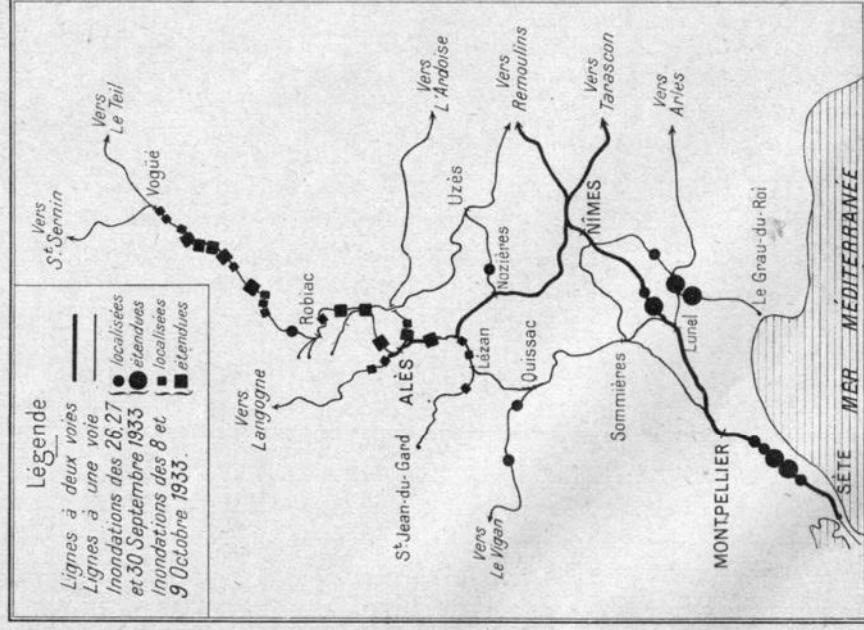 Légende
Lignes à deux voies
Lignes à une voie
Inondations des 26,27
et 30 Septembre 1933
localisées
étendues
Inondations des 8 et
9 Octobre 1933.
localisées
étendues
Vers
St Sernin
Vers
Le Teil
Vogüé
Robiac
Vers
Langogne
Vers
L'Ardoise
Uzès
Vers
Remoulins
ALÈS
Nozières
Vers
Tarascon
St Jean-du-Gard
Lézan
NÎMES
Quissac
Vers
Arles
Vers
Le Vigan
Sommières
Lunel
Le Grau-du-Roi
MONTPELLIER
SÈTE
MER MÉDITERRANÉE